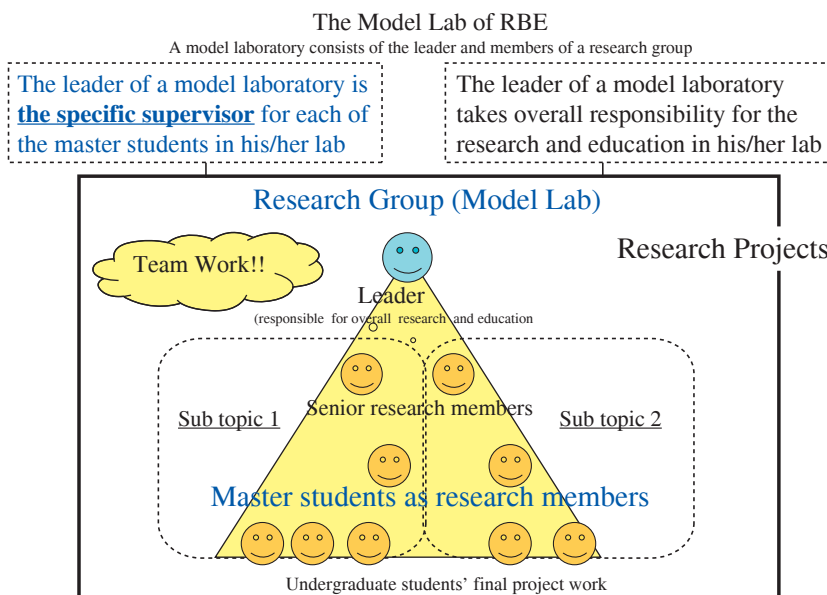 The Model Lab of RBE
A model laboratory consists of the leader and members of a research group
The leader of a model laboratory is
the specific supervisor for each of
the master students in his/her lab
The leader of a model laboratory
takes overall responsibility for the
research and education in his/her lab
Research Group (Model Lab)
Research Projects
Team Work!!
Leader
(responsible for overall research and education
Senior research members
Sub topic 1
Sub topic 2
Master students as research members
Undergraduate students' final project work